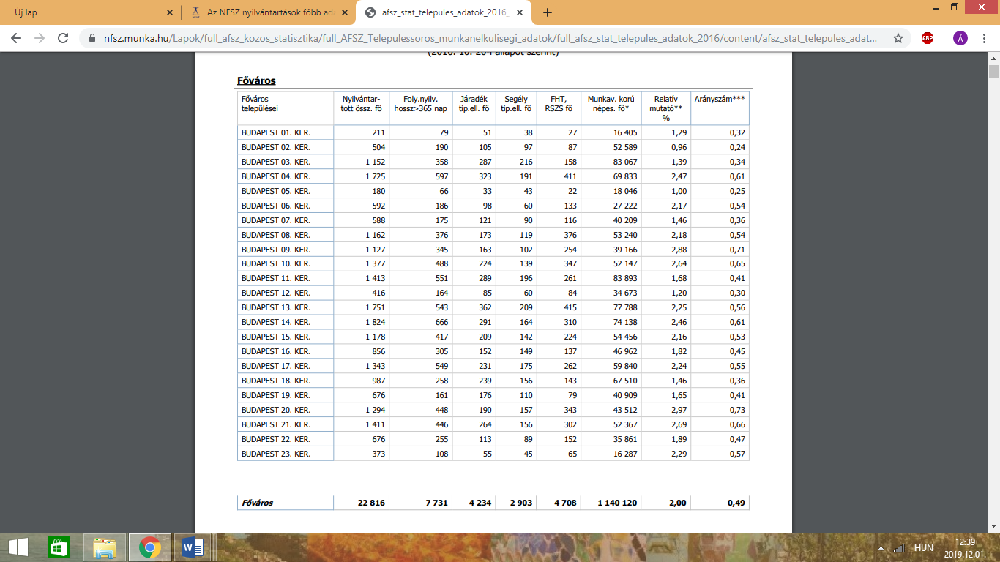 Új lap
Az NFSZ nyilvántartások főbb ada
afsz_stat_telepules_adatok_2016_
nfsz.munka.hu/Lapok/full_afsz_kozos_statisztika/full_AFSZ_Telepulessoros_munkanelkulisegi_adatok/full_afsz_stat_telepules_adatok_2016/content/afsz_stat_telepules_adat...
ABP
Á
Főváros
Főváros települései Nyilvántar-tott össz. fő Foly.nyilv. hossz>365 nap Járadék tip.ell. fő Segély tip.ell. fő FHT, RSZS fő Munkav. korú népes. fő* Relatív mutató** % Arányszám***
BUDAPEST 01. KER. 211 79 51 38 27 16 405 1,29 0,32
BUDAPEST 02. KER. 504 190 105 97 87 52 589 0,96 0,24
BUDAPEST 03. KER. 1 152 358 287 216 158 83 067 1,39 0,34
BUDAPEST 04. KER. 1 725 597 323 191 411 69 833 2,47 0,61
BUDAPEST 05. KER. 180 66 33 43 22 18 046 1,00 0,25
BUDAPEST 06. KER. 592 186 98 60 133 27 222 2,17 0,54
BUDAPEST 07. KER. 588 175 121 90 116 40 209 1,46 0,36
BUDAPEST 08. KER. 1 162 376 173 119 376 53 240 2,18 0,54
BUDAPEST 09. KER. 1 127 345 163 102 254 39 166 2,88 0,71
BUDAPEST 10. KER. 1 377 488 224 139 347 52 147 2,64 0,65
BUDAPEST 11. KER. 1 413 551 289 196 261 83 893 1,68 0,41
BUDAPEST 12. KER. 416 164 85 60 84 34 673 1,20 0,30
BUDAPEST 13. KER. 1 751 543 362 209 415 77 788 2,25 0,56
BUDAPEST 14. KER. 1 824 666 291 164 310 74 138 2,46 0,61
BUDAPEST 15. KER. 1 178 417 209 142 224 54 456 2,16 0,53
BUDAPEST 16. KER. 856 305 152 149 137 46 962 1,82 0,45
BUDAPEST 17. KER. 1 343 549 231 175 262 59 840 2,24 0,55
BUDAPEST 18. KER. 987 258 239 156 143 67 510 1,46 0,36
BUDAPEST 19. KER. 676 161 176 110 79 40 909 1,65 0,41
BUDAPEST 20. KER. 1 294 448 190 157 343 43 512 2,97 0,73
BUDAPEST 21. KER. 1 411 446 264 156 302 52 367 2,69 0,66
BUDAPEST 22. KER. 676 255 113 89 152 35 861 1,89 0,47
BUDAPEST 23. KER. 373 108 55 45 65 16 287 2,29 0,57
Főváros 22 816 7 731 4 234 2 903 4 708 1 140 120 2,00 0,49
HUN
12:39
2019.12.01.